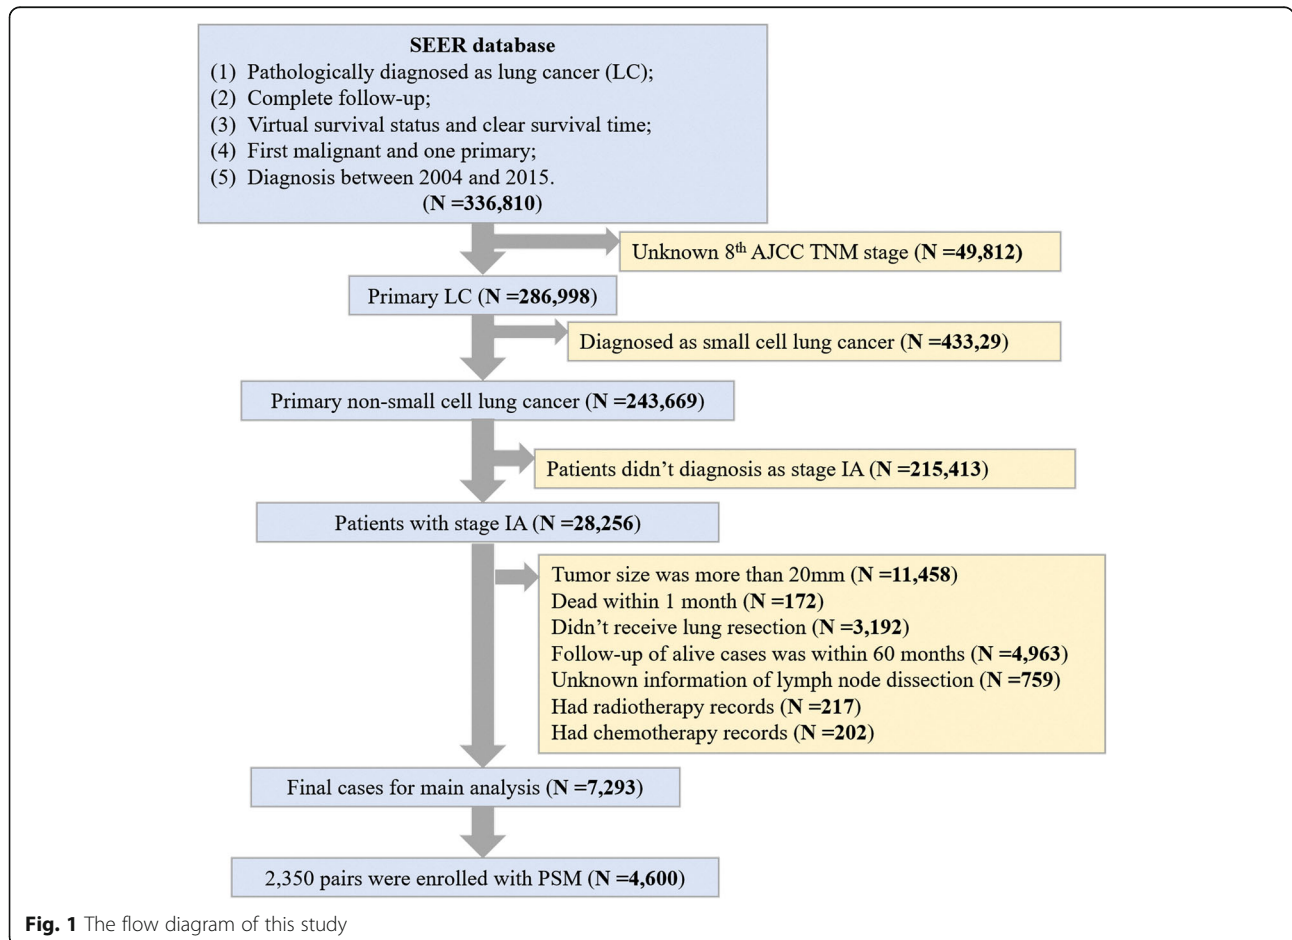 SEER database
(1) Pathologically diagnosed as lung cancer (LC);
(2) Complete follow-up;
(3) Virtual survival status and clear survival time;
(4) First malignant and one primary;
(5) Diagnosis between 2004 and 2015.
(N =336,810)
Unknown 8th AJCC TNM stage (N =49,812)
Primary LC (N =286,998)
Diagnosed as small cell lung cancer (N =433,29)
Primary non-small cell lung cancer (N =243,669)
Patients didn’t diagnosis as stage IA (N =215,413)
Patients with stage IA (N =28,256)
Tumor size was more than 20mm (N =11,458)
Dead within 1 month (N =172)
Didn’t receive lung resection (N =3,192)
Follow-up of alive cases was within 60 months (N =4,963)
Unknown information of lymph node dissection (N =759)
Had radiotherapy records (N =217)
Had chemotherapy records (N =202)
Final cases for main analysis (N =7,293)
2,350 pairs were enrolled with PSM (N =4,600)
Fig. 1 The flow diagram of this study